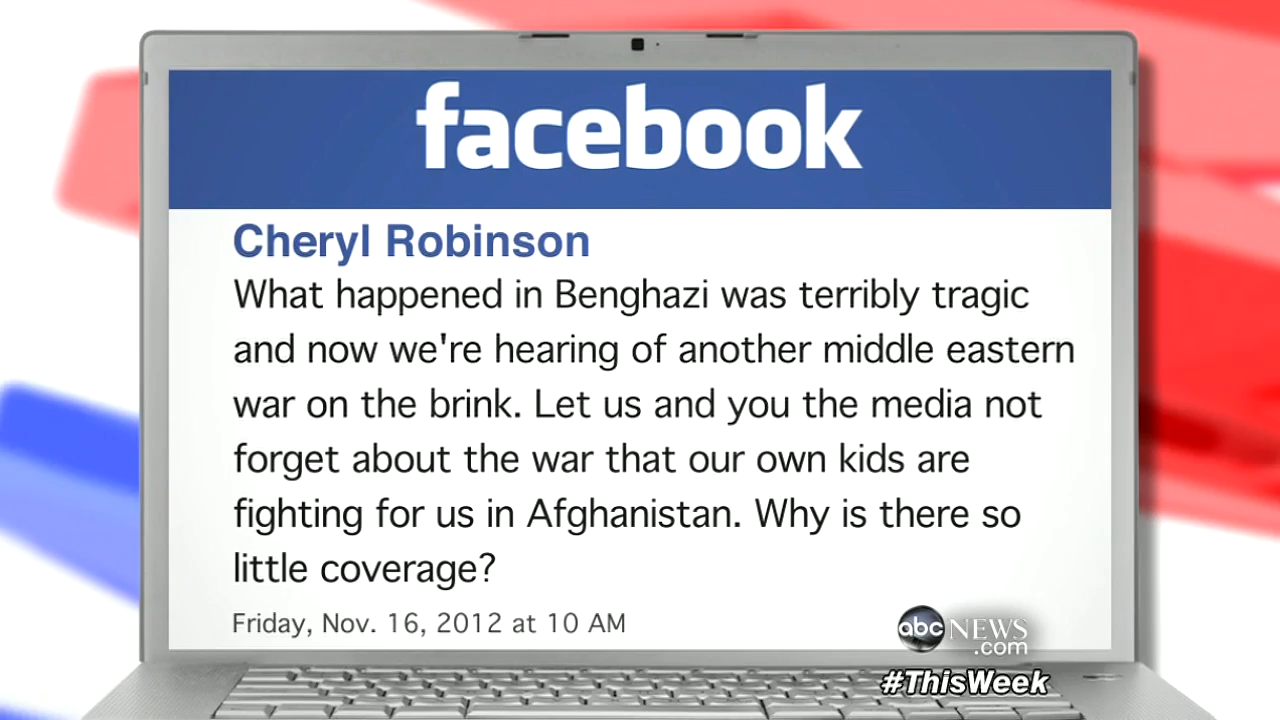 facebook
Cheryl Robinson
What happened in Benghazi was terribly tragic
and now we're hearing of another middle eastern
war on the brink. Let us and you the media not
forget about the war that our own kids are
fighting for us in Afghanistan. Why is there so
little coverage?
Friday, Nov. 16, 2012 at 10 AM
abc NEWS
.com
#ThisWeek